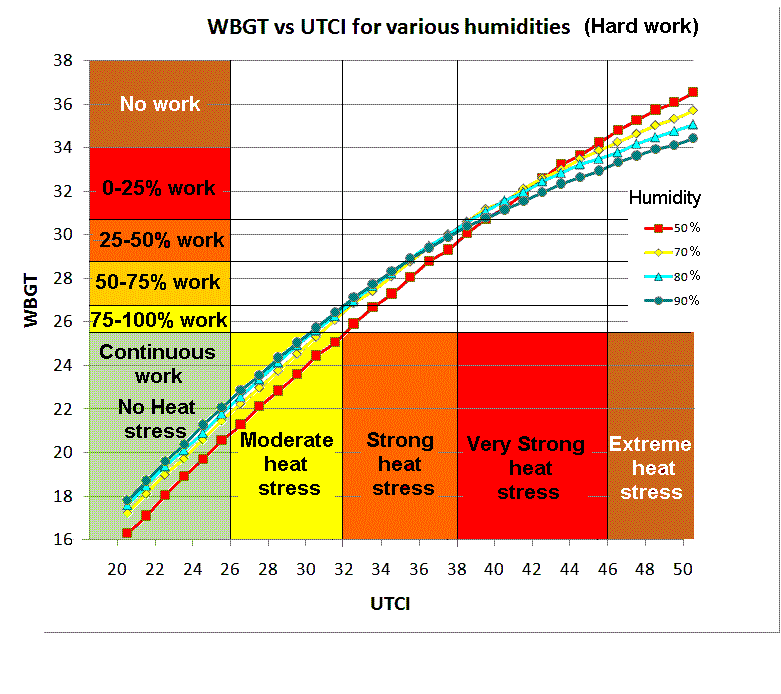 WBGT vs UTCI for various humidities (Hard work)
38
36
34
32
30
28
26
24
22
20
18
16
WBGT
No work
0-25% work
25-50% work
50-75% work
75-100% work
Continuous
work
No Heat
stress
Moderate
heat
stress
Strong
heat
stress
Very Strong
heat
stress
Extreme
heat
stress
Humidity
50%
70%
80%
90%
20 22 24 26 28 30 32 34 36 38 40 42 44 46 48 50
UTCI